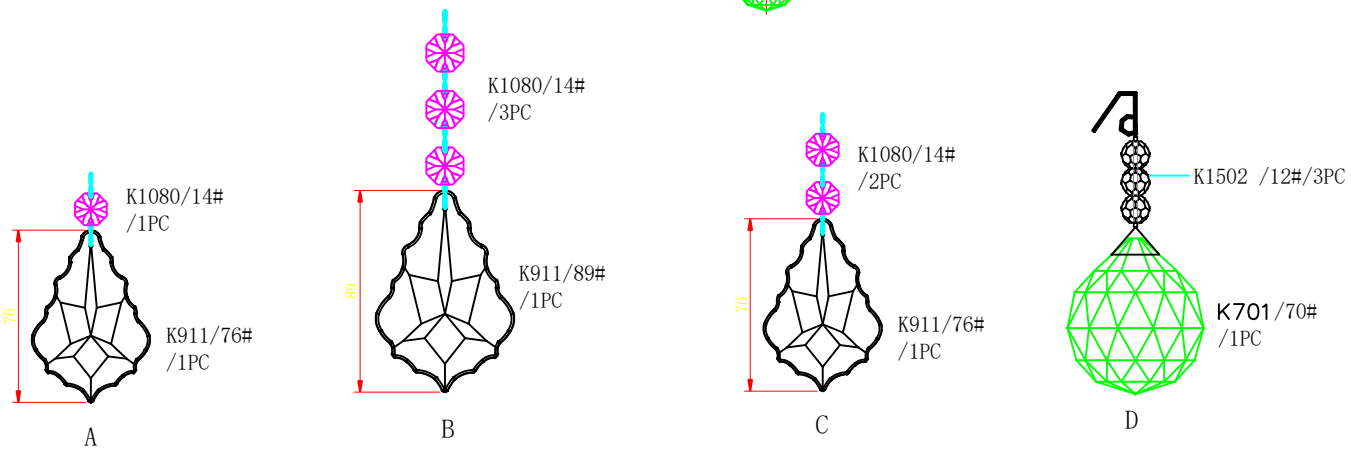 K1080/14#
/1PC
76
K911/76#
/1PC
A
K1080/14#
/3PC
89
K911/89#
/1PC
B
K1080/14#
/2PC
76
K911/76#
/1PC
C
K1502 /12#/3PC
K701/70#
/1PC
D